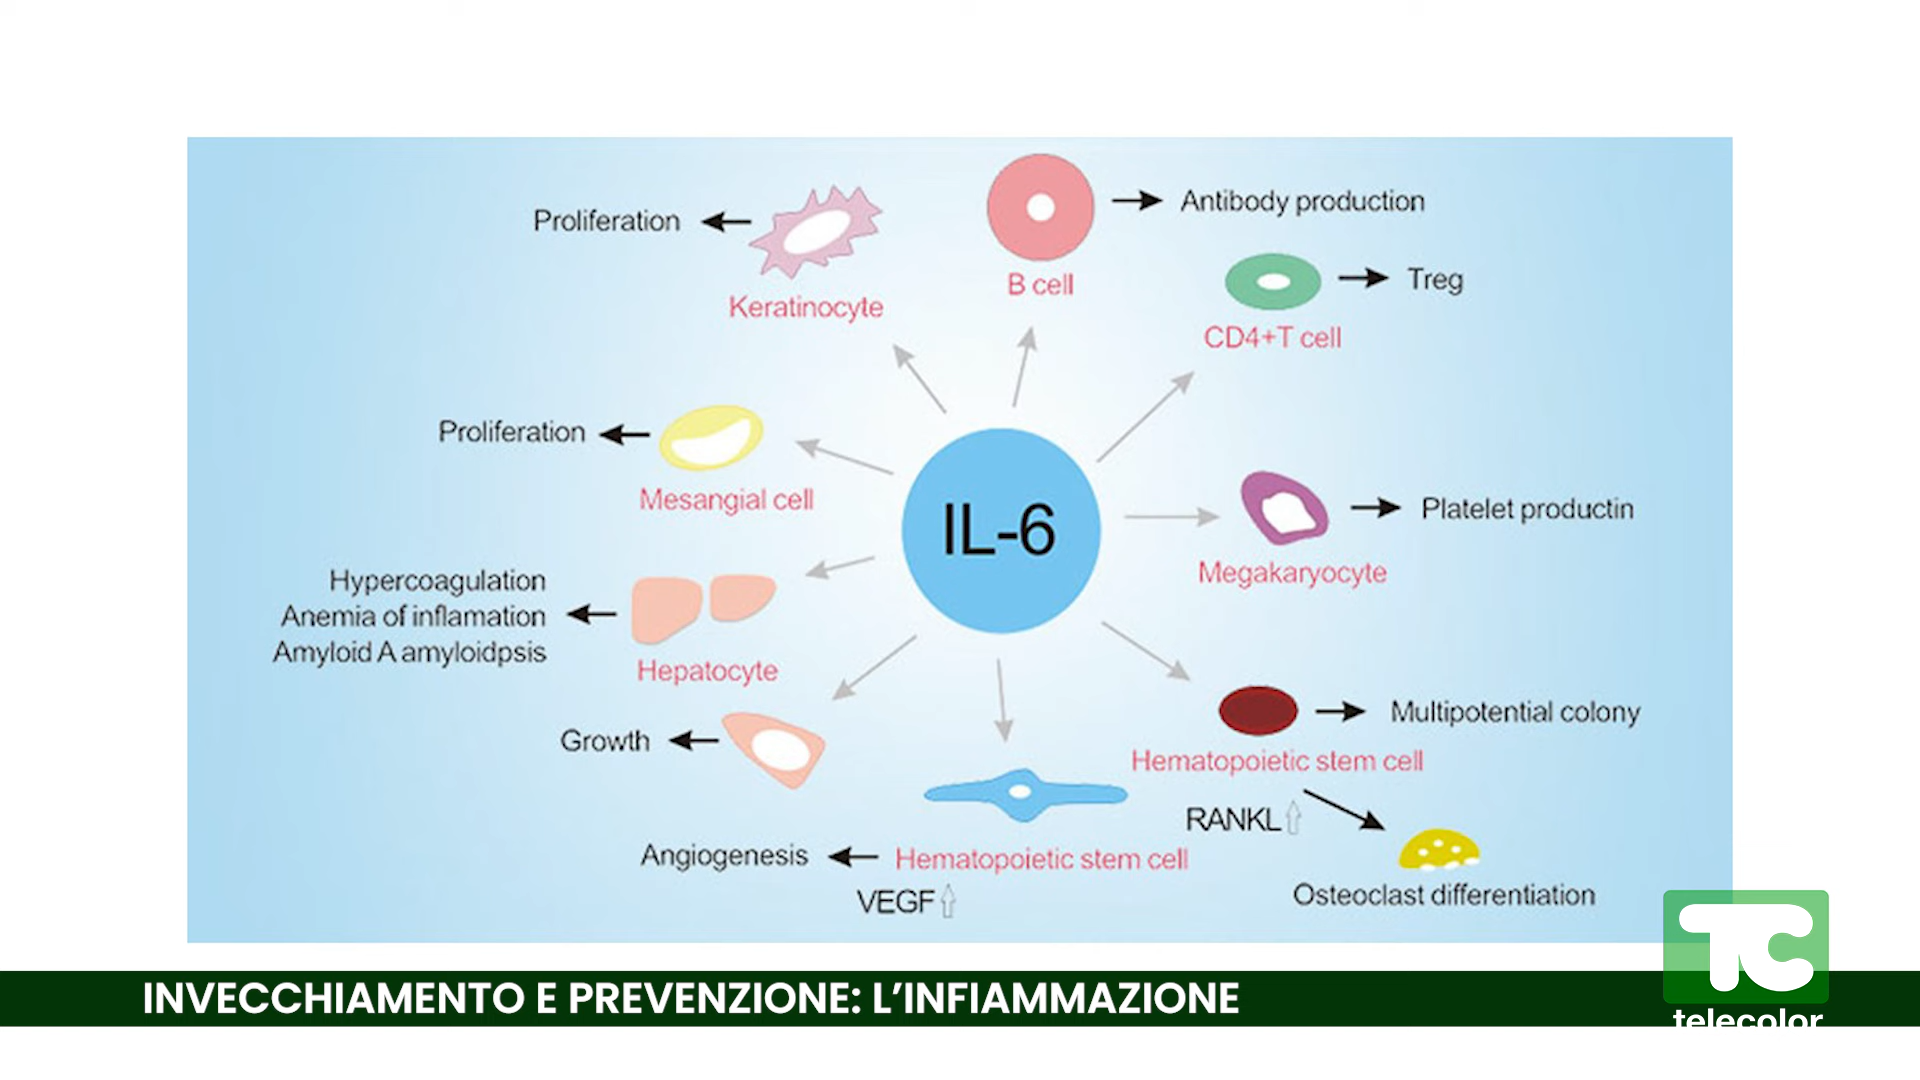 Proliferation
Keratinocyte
B cell
Antibody production
CD4+T cell
Treg
Proliferation
Mesangial cell
IL-6
Megakaryocyte
Platelet productin
Hypercoagulation
Anemia of inflamation
Amyloid A amyloidpsis
Hepatocyte
Growth
Multipotential colony
Hematopoietic stem cell
RANKL
Osteoclast differentiation
Angiogenesis
Hematopoietic stem cell
VEGF
INVECCHIAMENTO E PREVENZIONE: L’INFIAMMAZIONE
TC
telecolor